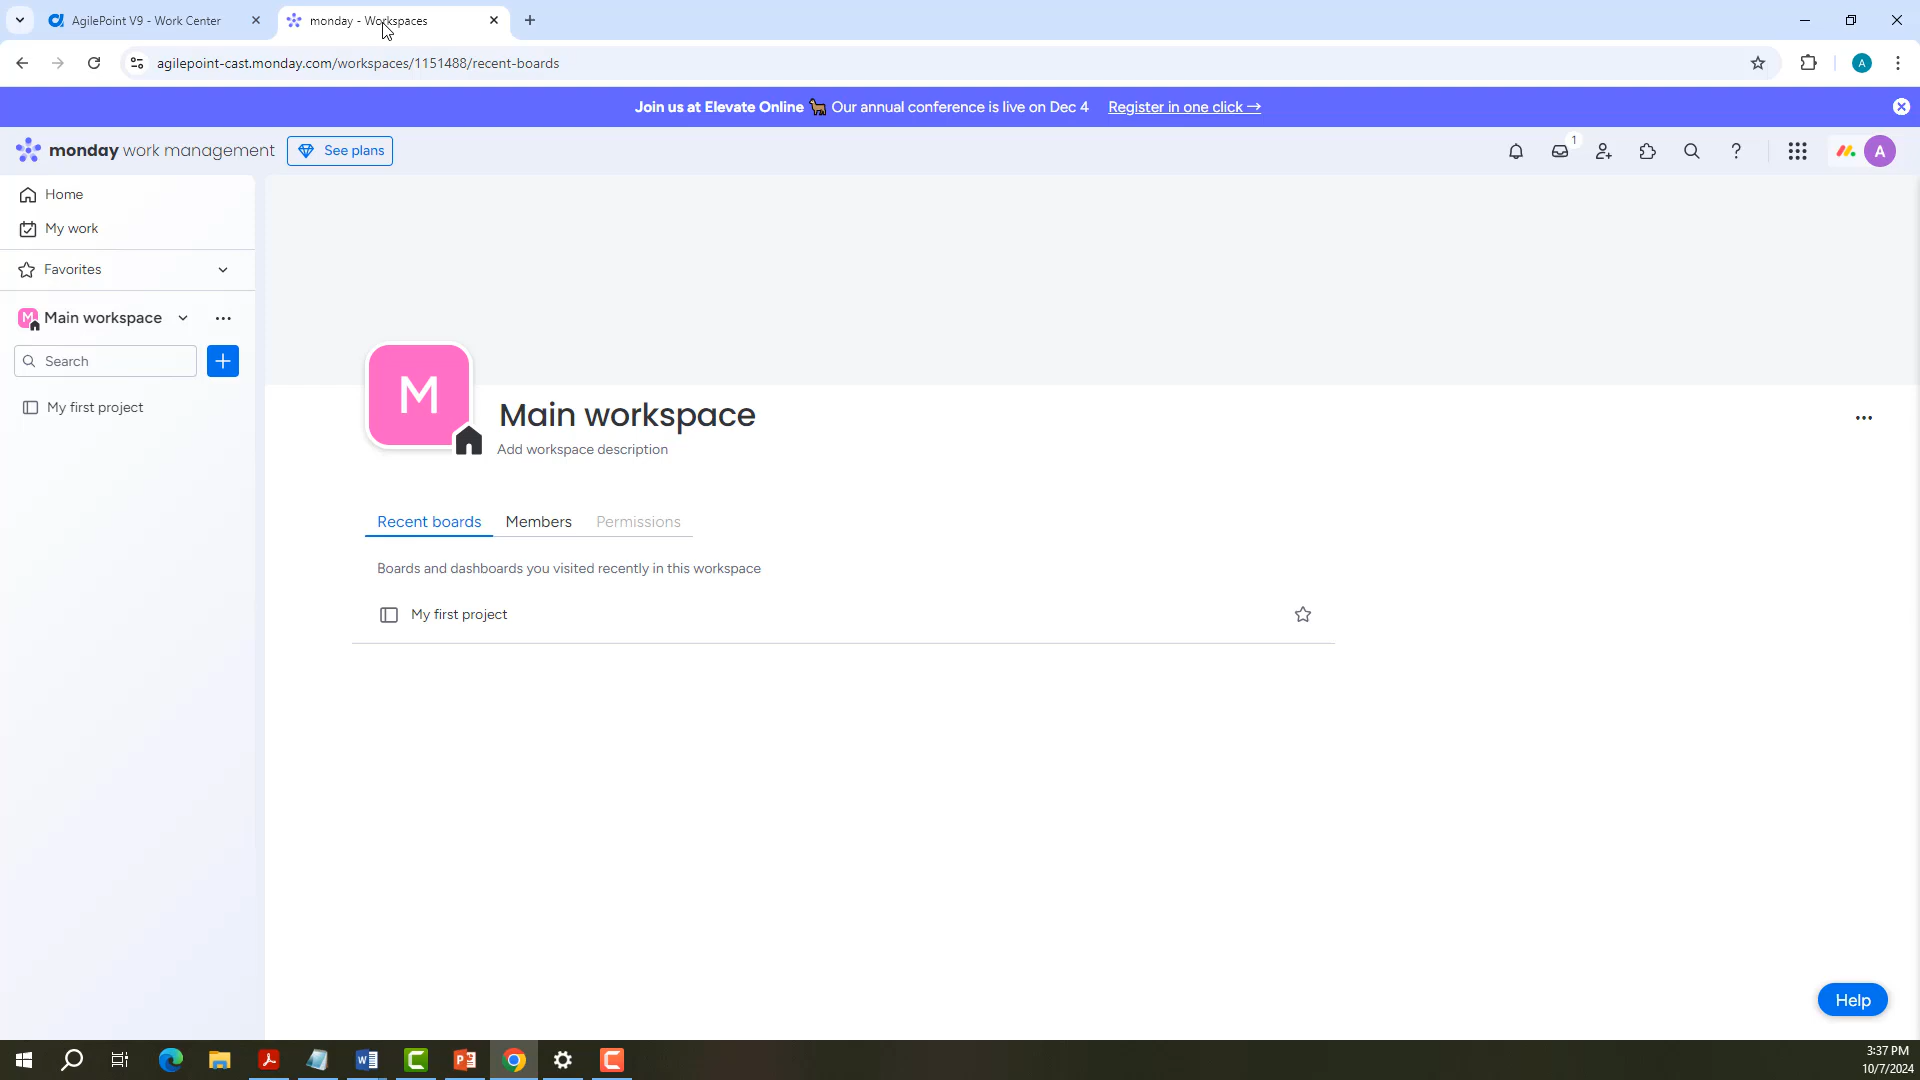 AgilePoint V9 - Work Center
monday - Workspaces
agilepoint-cast.monday.com/workspaces/1151488/recent-boards
A
Join us at Elevate Online Our annual conference is live on Dec 4 Register in one click →
monday work management
See plans
1
?
A
Home
My work
Favorites
M Main workspace
Search
My first project
M
Main workspace
Add workspace description
Recent boards Members Permissions
Boards and dashboards you visited recently in this workspace
My first project
Help
3:37 PM
10/7/2024